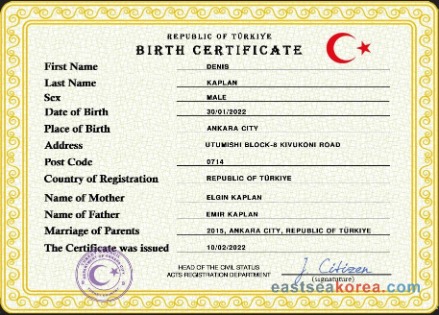 REPUBLIC OF TÜRKIYE
BIRTH CERTIFICATE
First Name DENIS
Last Name KAPLAN
Sex MALE
Date of Birth 30/01/2022
Place of Birth ANKARA CITY
Address UTUMISHI BLOCK-8 KIVUKONI ROAD
Post Code 0714
Country of Registration REPUBLIC OF TÜRKIYE
Name of Mother ELGIN KAPLAN
Name of Father EMIR KAPLAN
Marriage of Parents 2015, ANKARA CITY, REPUBLIC OF TÜRKIYE
The Certificate was issued 10/02/2022
HEAD OF THE CIVIL STATUS
ACTS REGISTRATION DEPARTMENT
J. Citizen
(signature)
eastseakorea.com